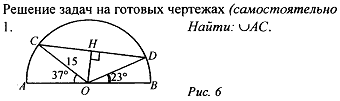 Решение задач на готовых чертежах (самостоятельно
1.
Найти: ∪AC.
C
H
D
15
37°
23°
A
O
B
Рис. 6